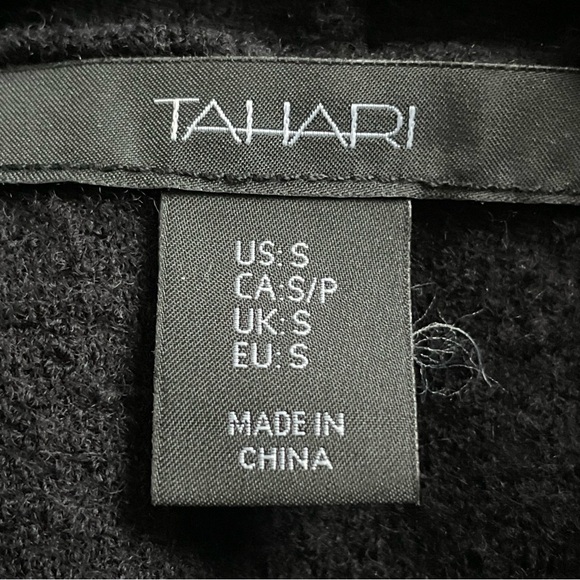 TAHARI
US: S
CA: S/P
UK: S
EU: S
MADE IN
CHINA